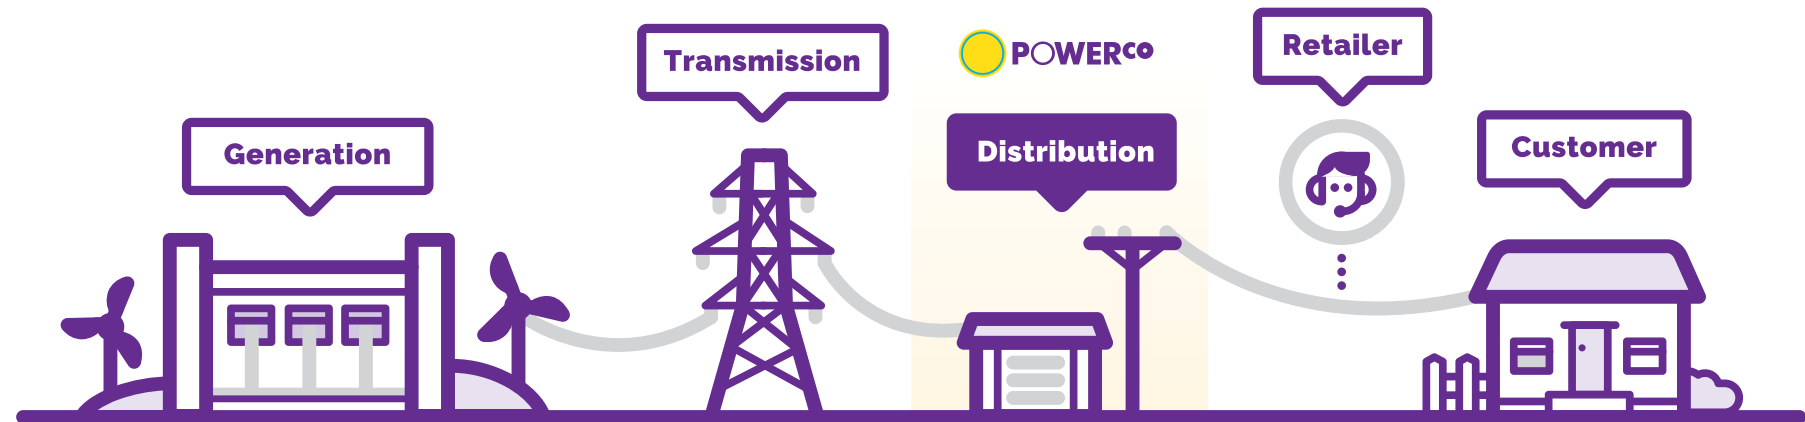 Generation
Transmission
POWERCO
Distribution
Retailer
Customer